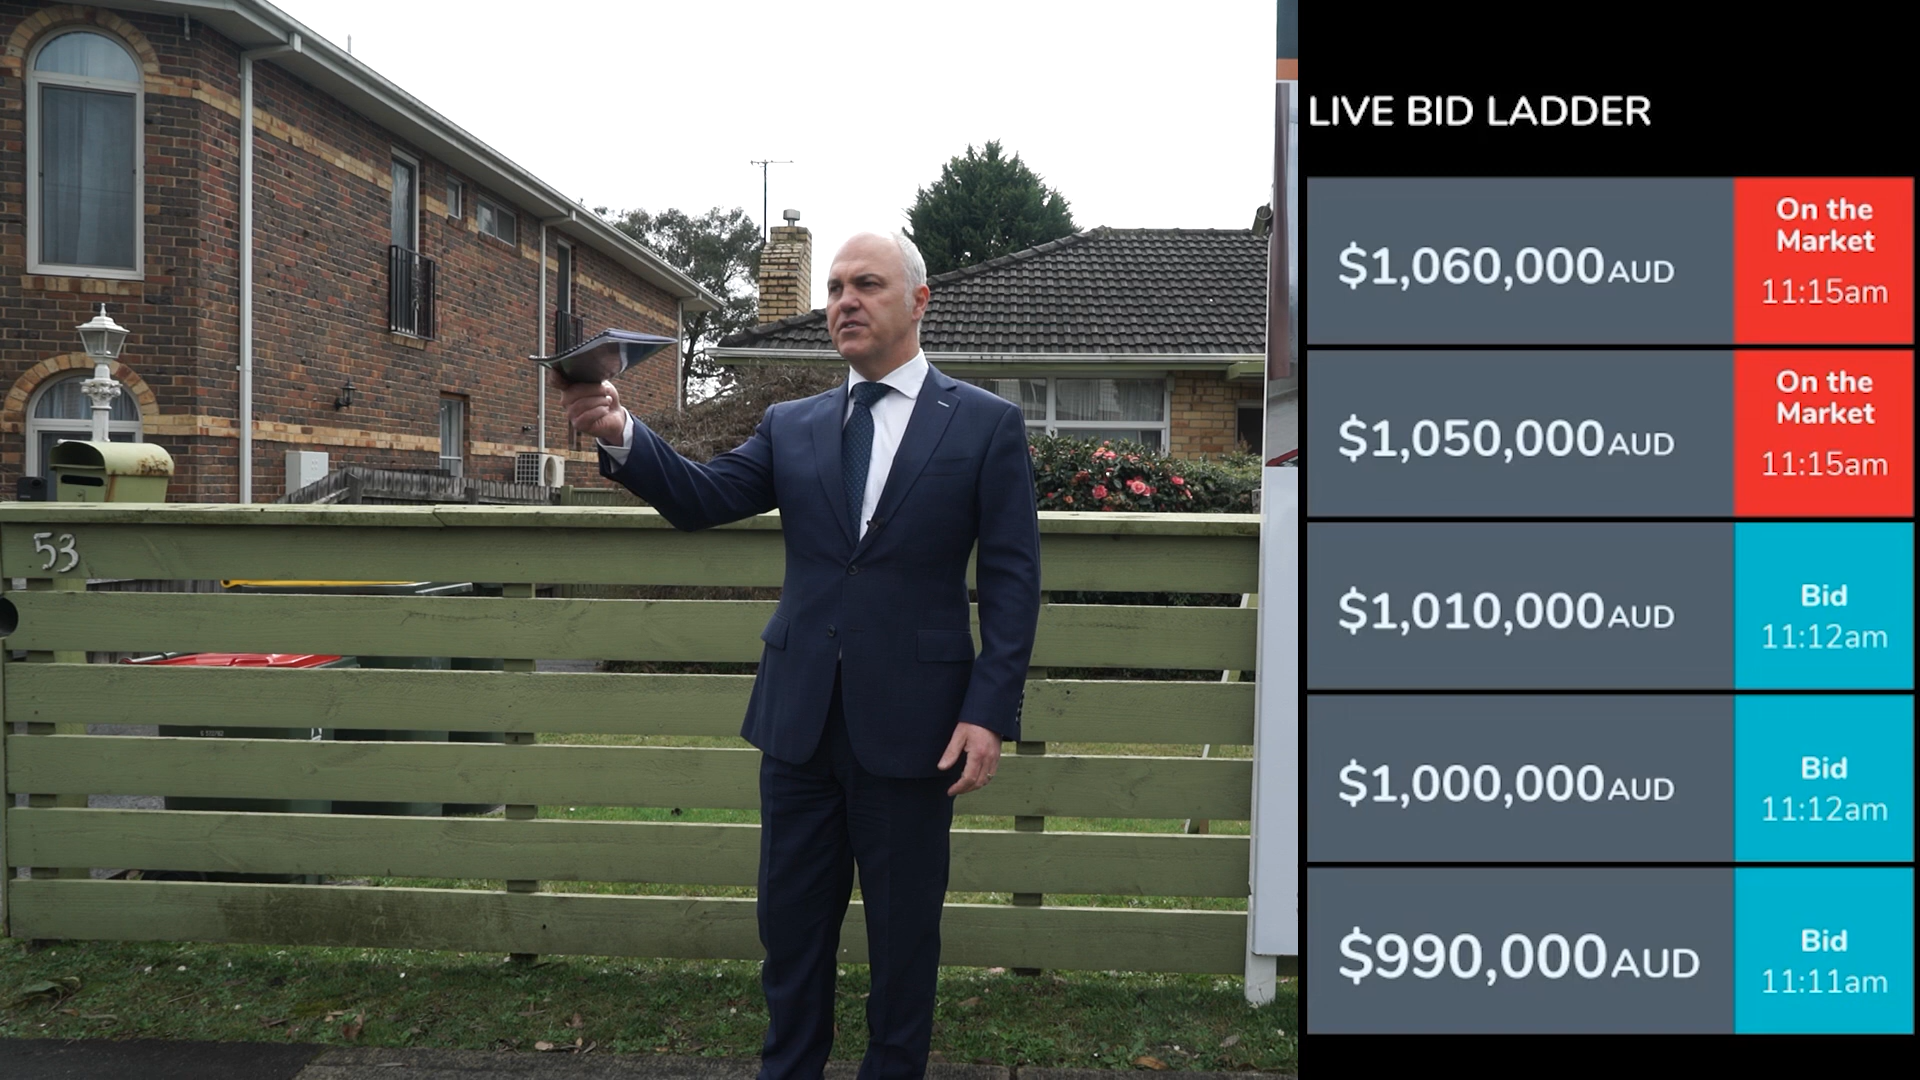 LIVE BID LADDER
$1,060,000AUD
On the
Market
11:15am
$1,050,000AUD
On the
Market
11:15am
$1,010,000AUD
Bid
11:12am
$1,000,000AUD
Bid
11:12am
$990,000AUD
Bid
11:11am
53